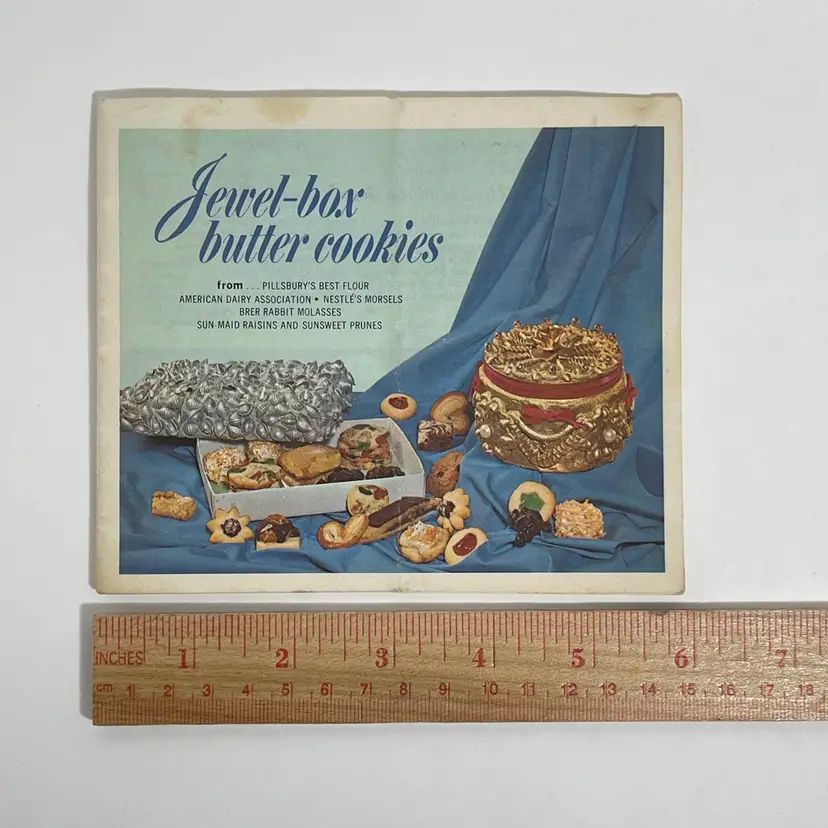 Jewel-box
butter cookies
from ... PILLSBURY'S BEST FLOUR
AMERICAN DAIRY ASSOCIATION • NESTLÉ'S MORSELS
BRER RABBIT MOLASSES
SUN-MAID RAISINS AND SUNSWEET PRUNES
INCHES 1 2 3 4 5 6 7
cm 1 2 3 4 5 6 7 8 9 10 11 12 13 14 15 16 17 18